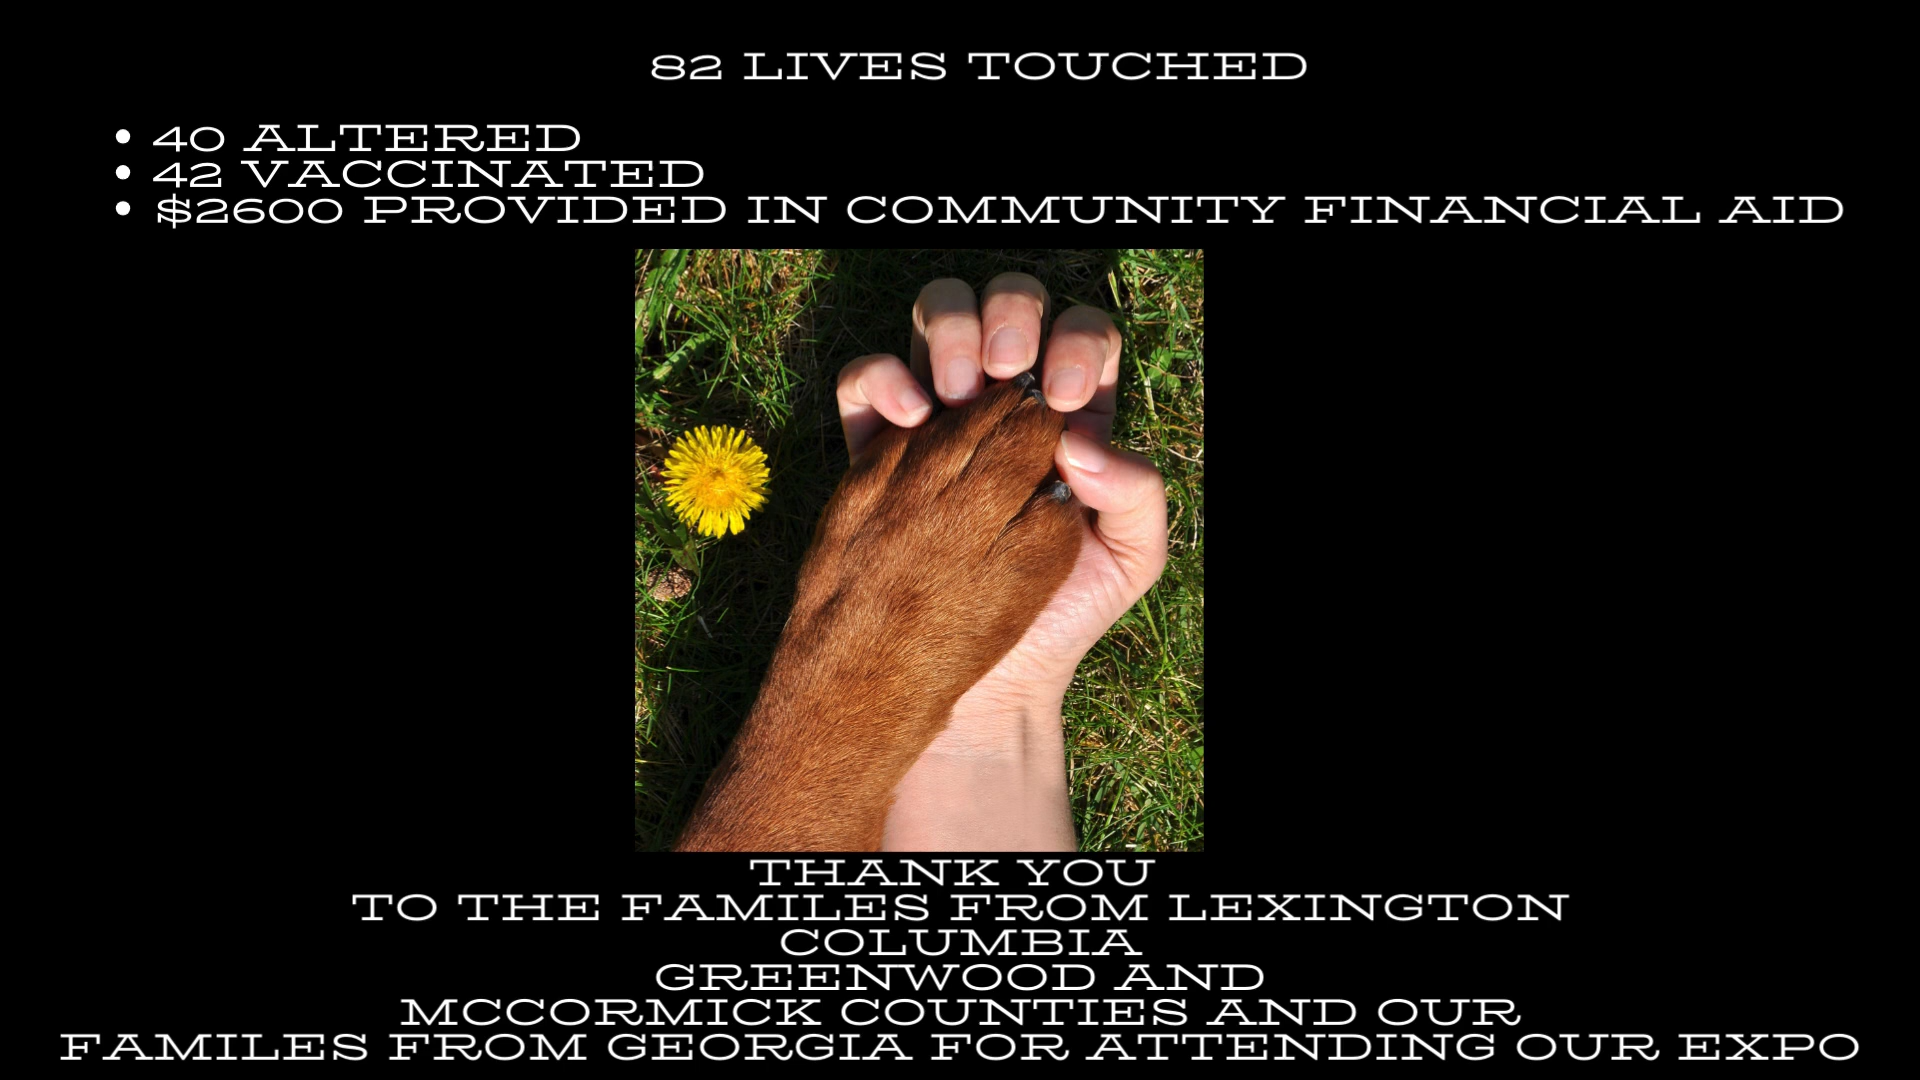 82 LIVES TOUCHED
• 40 ALTERED
• 42 VACCINATED
• $2600 PROVIDED IN COMMUNITY FINANCIAL AID
THANK YOU
TO THE FAMILES FROM LEXINGTON
COLUMBIA
GREENWOOD AND
MCCORMICK COUNTIES AND OUR
FAMILES FROM GEORGIA FOR ATTENDING OUR EXPO